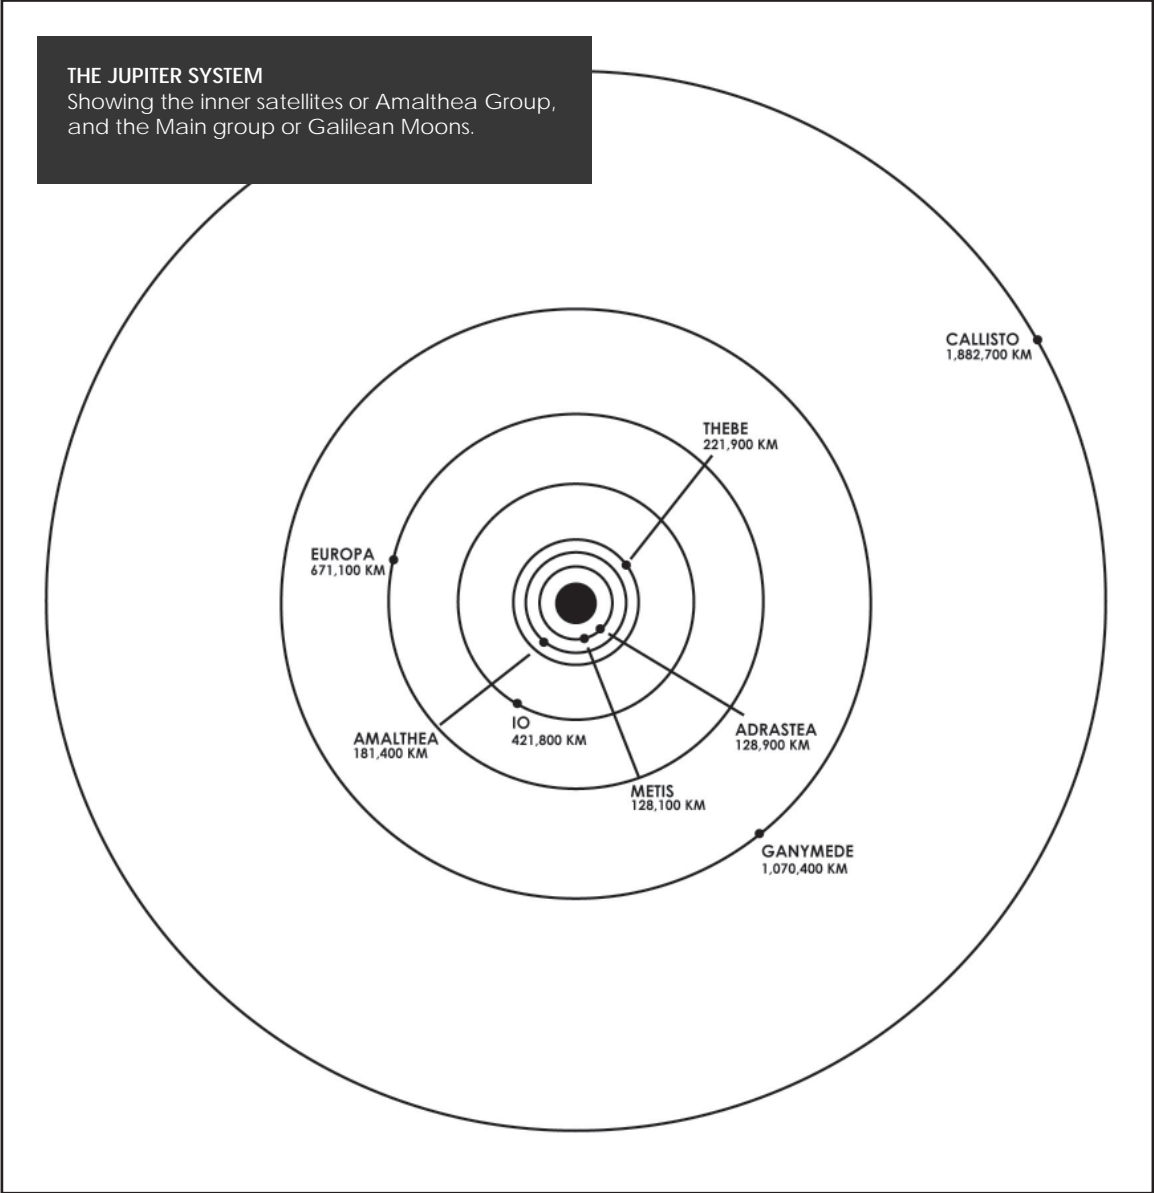 THE JUPITER SYSTEM
Showing the inner satellites or Amalthea Group,
and the Main group or Galilean Moons.
CALLISTO
1,882,700 KM
THEBE
221,900 KM
EUROPA
671,100 KM
IO
421,800 KM
AMALTHEA
181,400 KM
ADRASTEA
128,900 KM
METIS
128,100 KM
GANYMEDE
1,070,400 KM